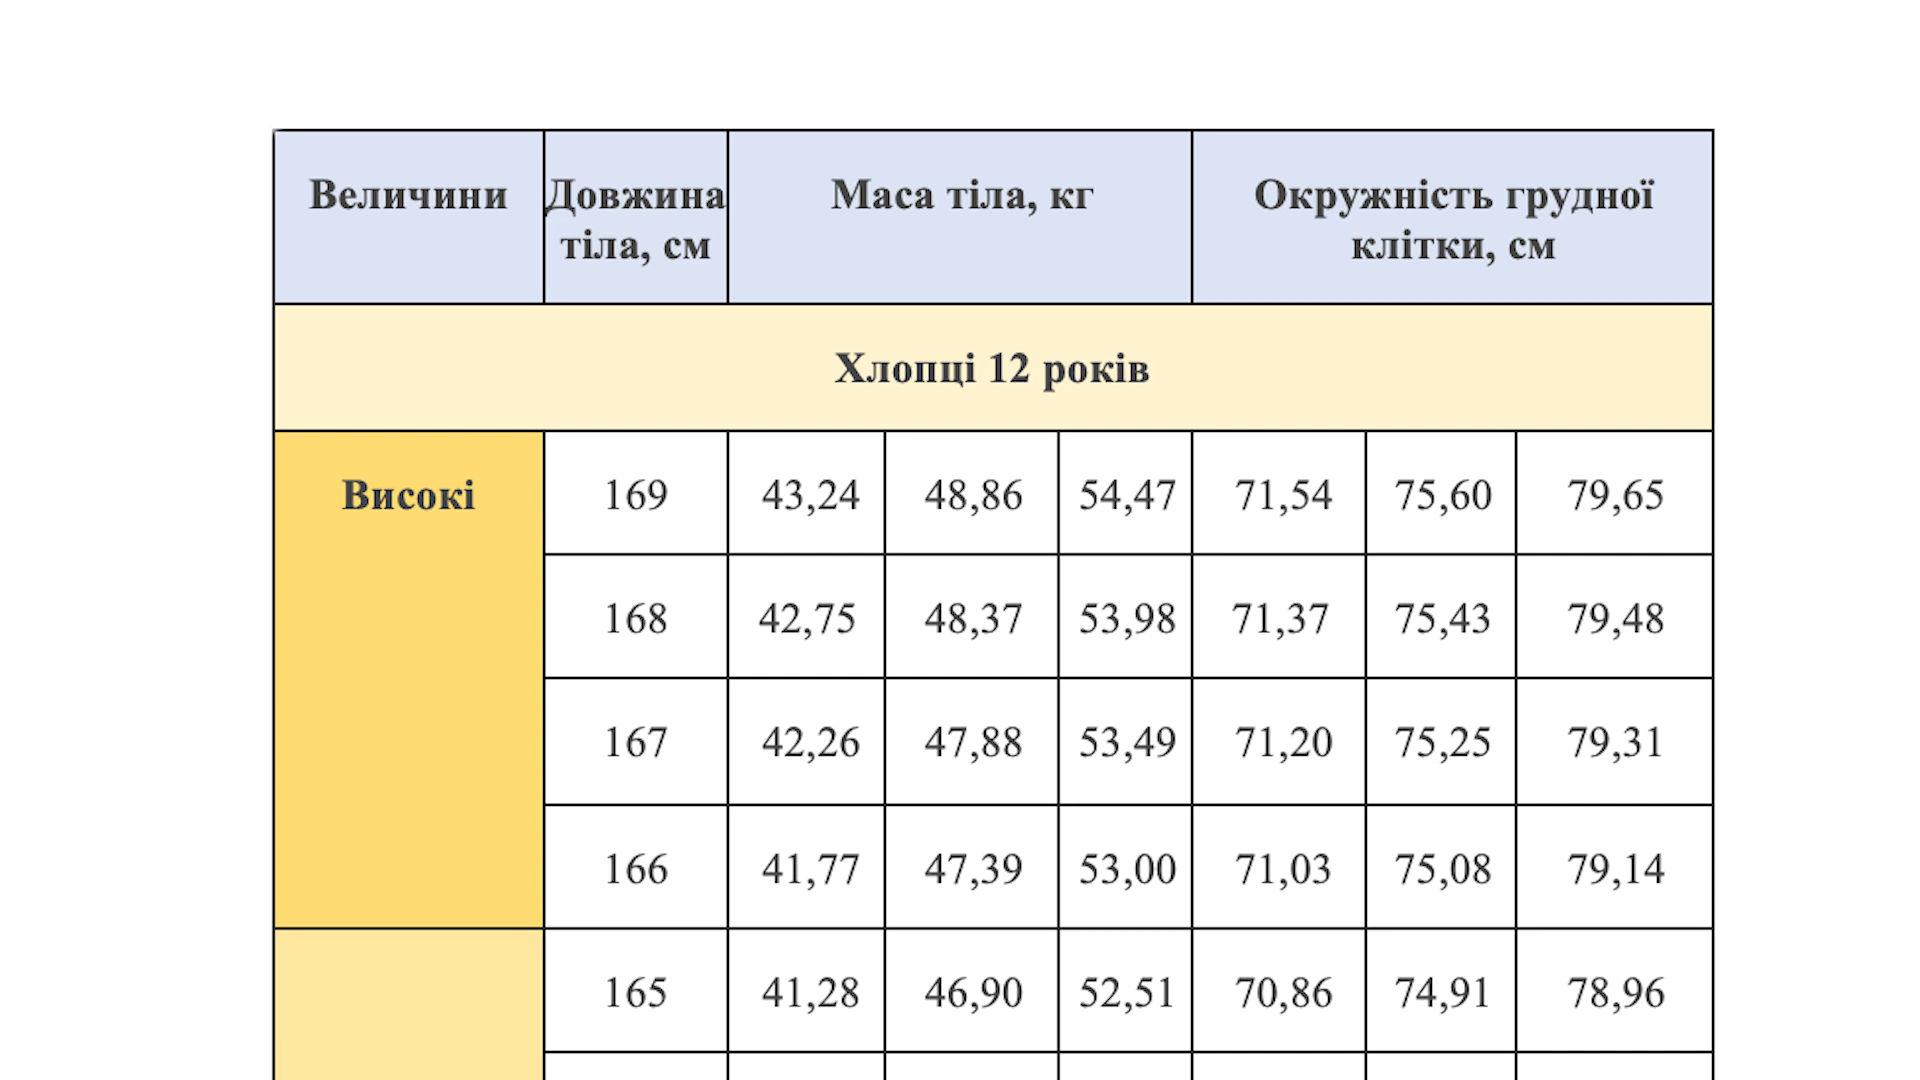 Величини Довжина тіла, см Маса тіла, кг Окружність грудної клітки, см
Хлопці 12 років
Високі 169 43,24 48,86 54,47 71,54 75,60 79,65
168 42,75 48,37 53,98 71,37 75,43 79,48
167 42,26 47,88 53,49 71,20 75,25 79,31
166 41,77 47,39 53,00 71,03 75,08 79,14
165 41,28 46,90 52,51 70,86 74,91 78,96